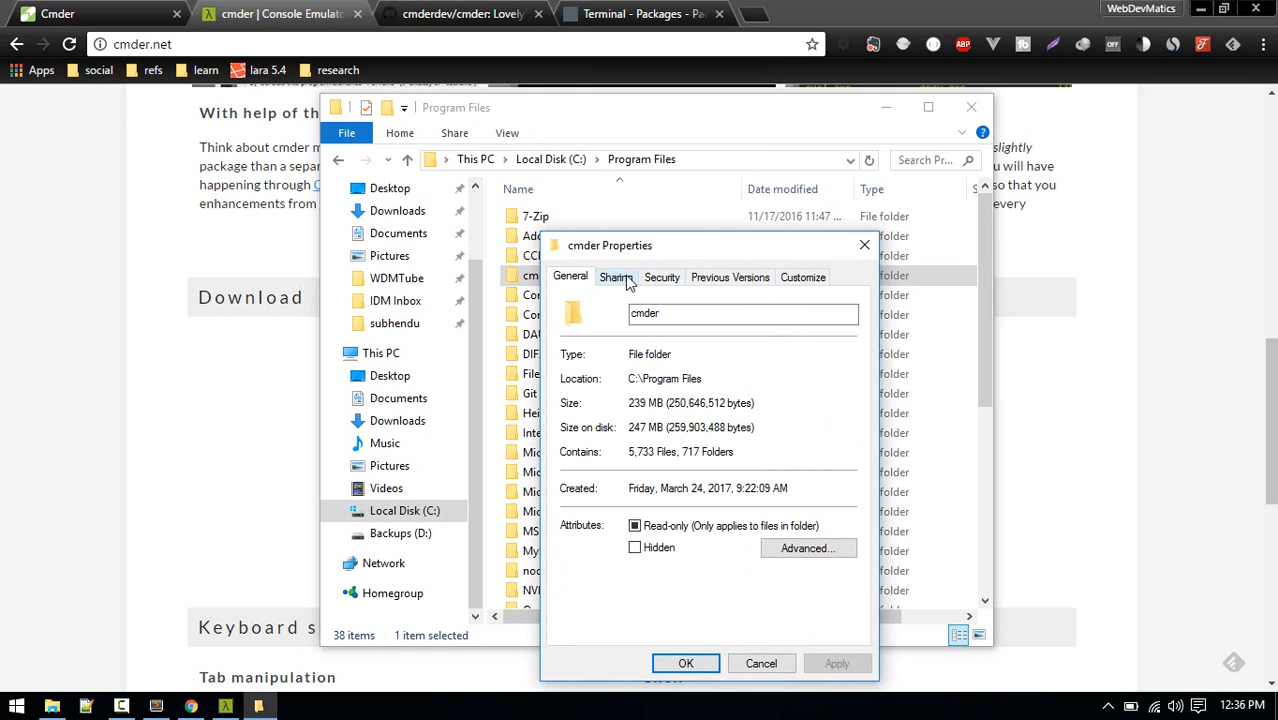 Cmder
cmder | Console Emulat
cmderdev/cmder: Lovely
Terminal - Packages - Pa
WebDevMatics
cmder.net
ABP
OFF
Apps
social
refs
learn
lara 5.4
research
With help of th
Think about cmder m
slightly
package than a separ
u will have
happening through C
so that you
enhancements from
every
Download
Keyboard s
Tab manipulation
Program Files
File
Home
Share
View
This PC
Local Disk (C:)
Program Files
Search Pr...
Name
Date modified
Type
S
Desktop
Downloads
Documents
Pictures
WDMTube
IDM Inbox
subhendu
This PC
Desktop
Documents
Downloads
Music
Pictures
Videos
Local Disk (C:)
Backups (D:)
Network
Homegroup
7-Zip
11/17/2016 11:47 ...
File folder
38 items
1 item selected
cmder Properties
General
Sharing
Security
Previous Versions
Customize
cmder
Type:
File folder
Location:
C:\Program Files
Size:
239 MB (250,646,512 bytes)
Size on disk:
247 MB (259,903,488 bytes)
Contains:
5,733 Files, 717 Folders
Created:
Friday, March 24, 2017, 9:22:09 AM
Attributes:
Read-only (Only applies to files in folder)
Hidden
Advanced...
OK
Cancel
Apply
12:36 PM